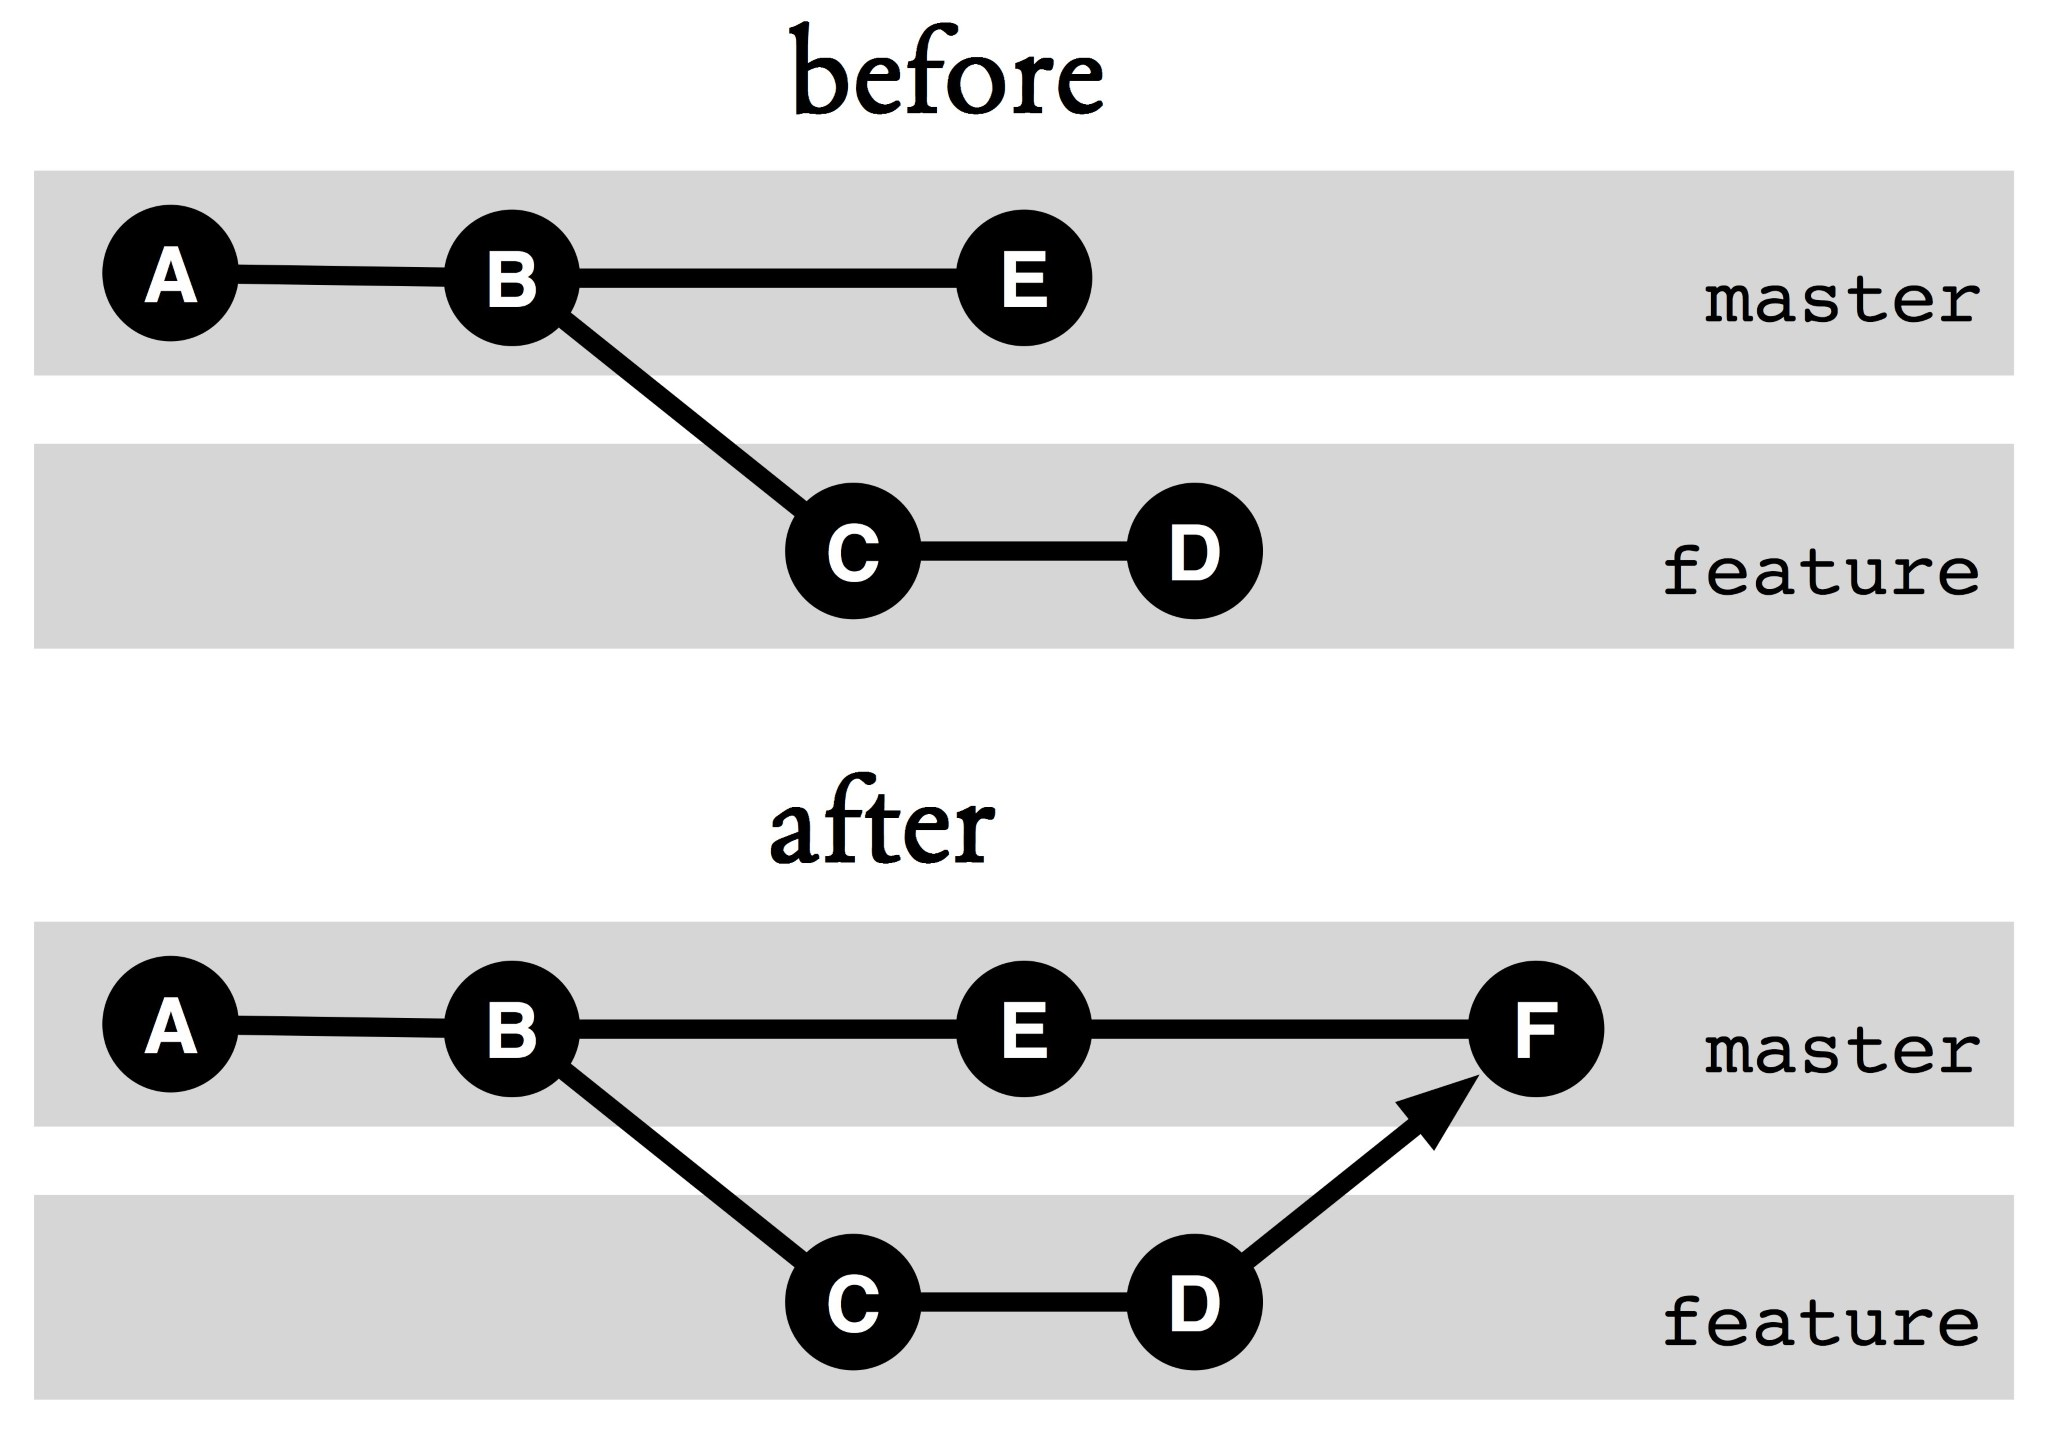 before
A B E
master
C D
feature
after
A B E F
master
C D
feature